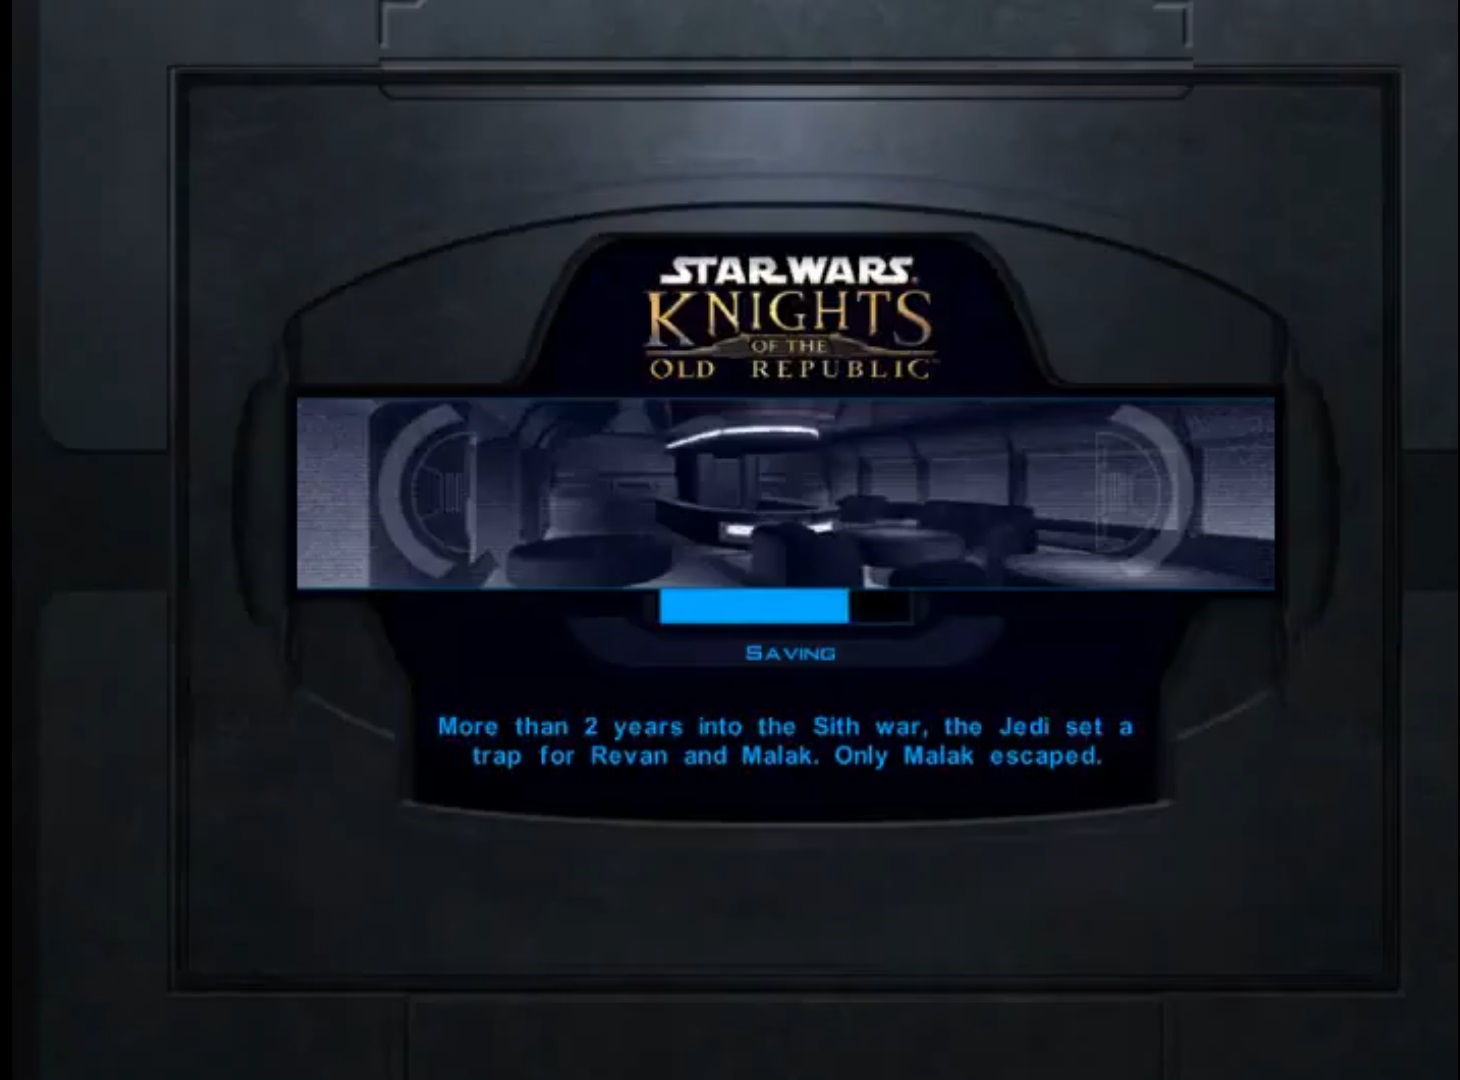 STAR WARS
KNIGHTS
OF THE
OLD REPUBLIC™
SAVING
More than 2 years into the Sith war, the Jedi set a
trap for Revan and Malak. Only Malak escaped.